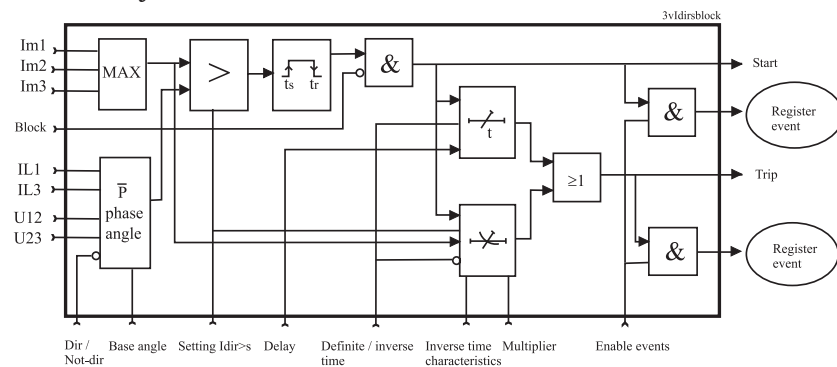 3vIdirsblock
Im1
Im2
Im3
MAX
>
ts tr
&
Start
Block
&
Register
event
t
IL1
IL3
U12
U23
P
phase
angle
≥1
Trip
&
Register
event
Dir /
Not-dir
Base angle
Setting Idir>s
Delay
Definite / inverse
time
Inverse time
characteristics
Multiplier
Enable events